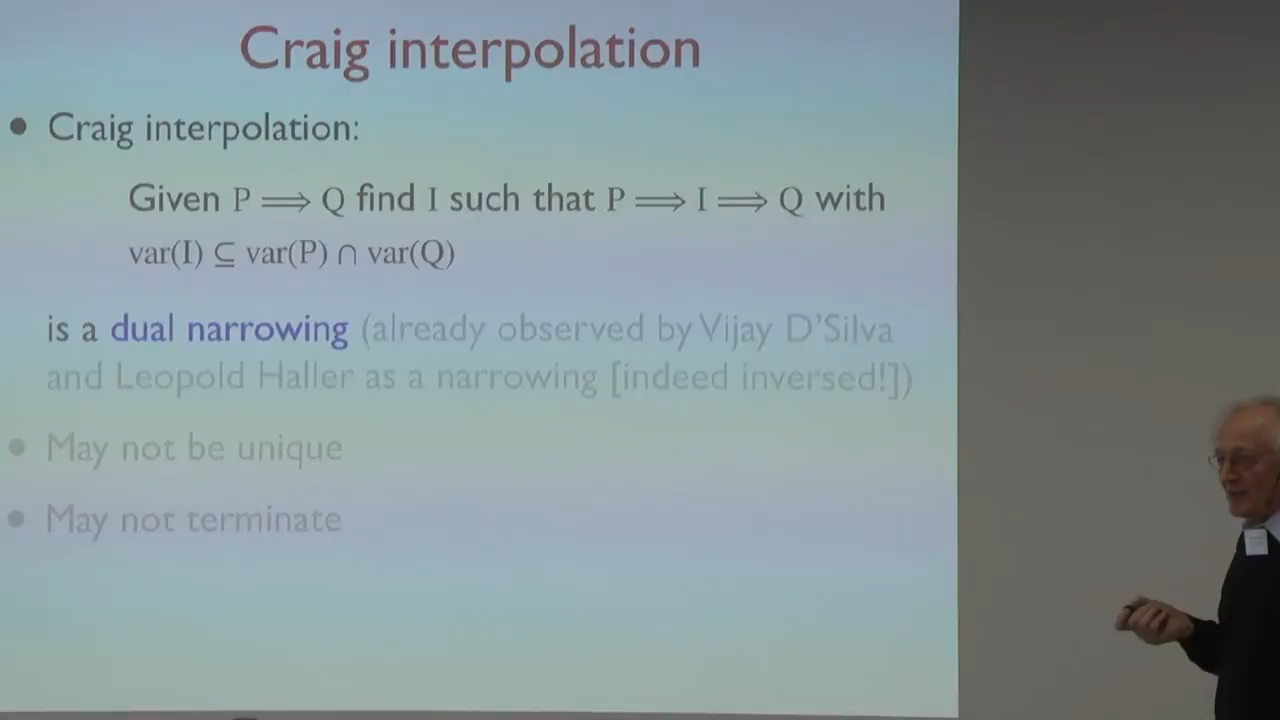 Craig interpolation
• Craig interpolation:
Given P ⟹ Q find I such that P ⟹ I ⟹ Q with
var(I) ⊆ var(P) ∩ var(Q)
is a dual narrowing (already observed by Vijay D'Silva
and Leopold Haller as a narrowing [indeed inversed!])
• May not be unique
• May not terminate